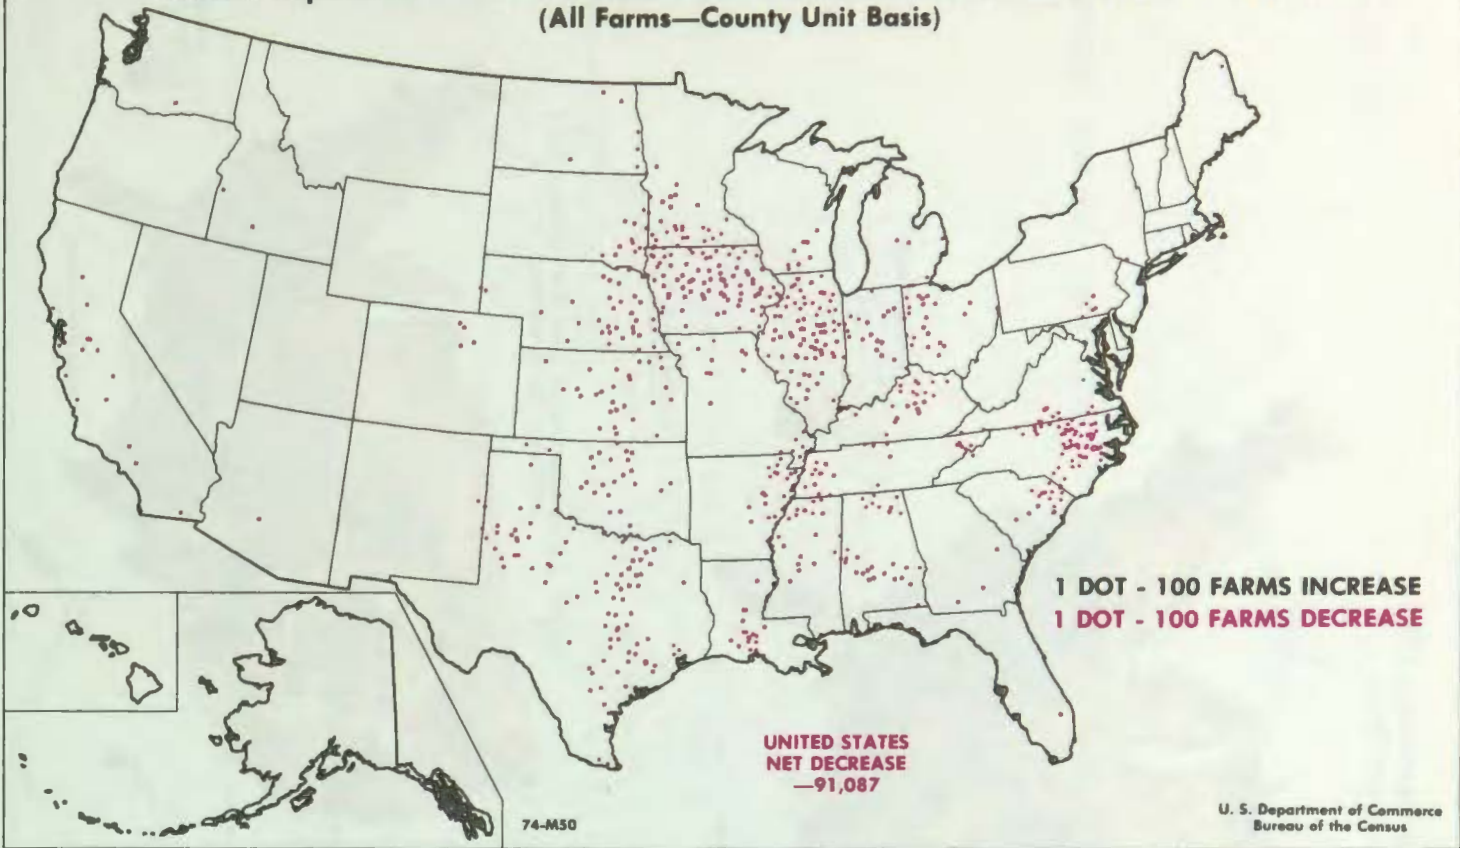 (All Farms—County Unit Basis)
1 DOT - 100 FARMS INCREASE
1 DOT - 100 FARMS DECREASE
UNITED STATES
NET DECREASE
—91,087
74-M50
U. S. Department of Commerce
Bureau of the Census